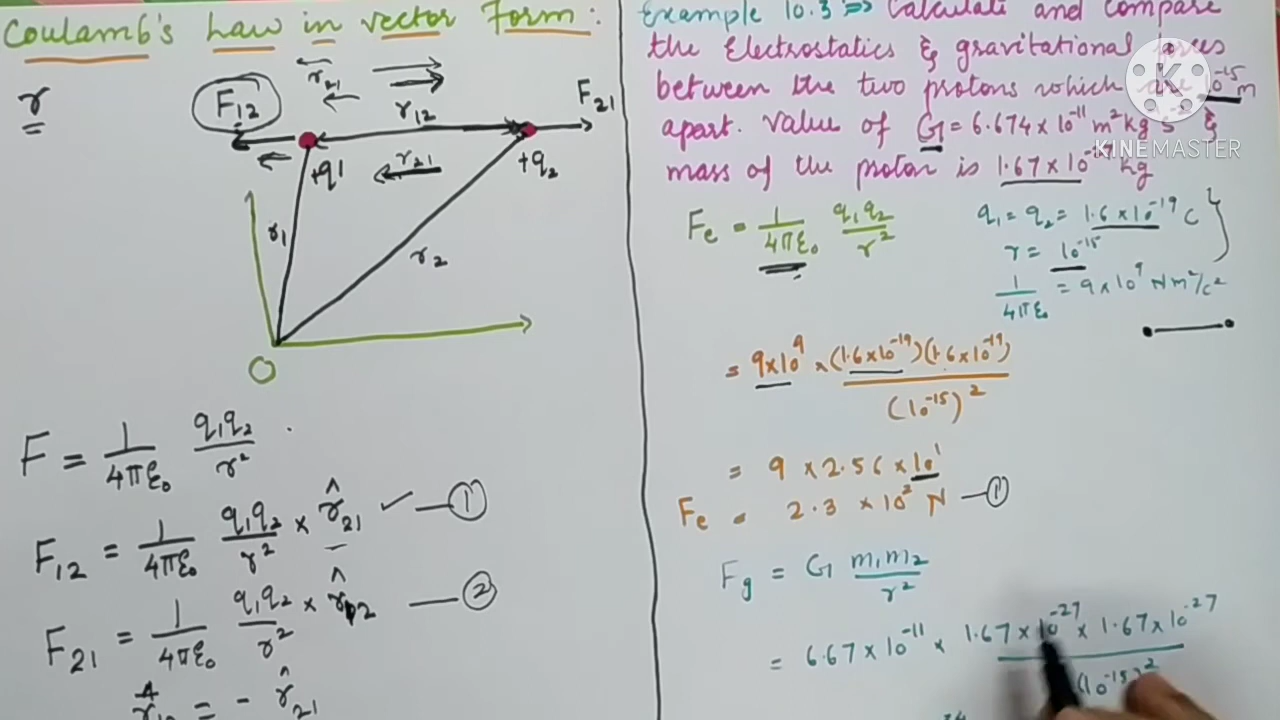 Coulamb's Law in vector Form:
r
r21
F12
r12
F21
+q1
r21
+q2
r1
r2
O
F = 1/4πε0 q1q2/r²
F12 = 1/4πε0 q1q2/r² × r̂21 ✓ — ①
F21 = 1/4πε0 q1q2/r² × r̂12 — ②
r̂12 = - r̂21
Example 10.3 => Calculate and compare
the Electrostatics & gravitational forces
between the two protons which 10⁻¹⁵ m
apart. Value of G = 6.674 × 10⁻¹¹ m² kg &
mass of the protan is 1.67 × 10 kg
Fe = 1/4πε0 q1q2/r²
q1 = q2 = 1.6 × 10⁻¹⁹ C
r = 10⁻¹⁵
1/4πε0 = 9 × 10⁹ Nm²/c²
= 9×10⁹ × (1.6×10⁻¹⁹)(1.6×10⁻¹⁹)/(10⁻¹⁵)²
= 9 × 2.56 × 10¹
Fe = 2.3 × 10² N — ①
Fg = G m1m2/r²
= 6.67 × 10⁻¹¹ × 1.67 × 10⁻²⁷ × 1.67 × 10⁻²⁷/(10⁻¹⁵)²
K
KINEMASTER